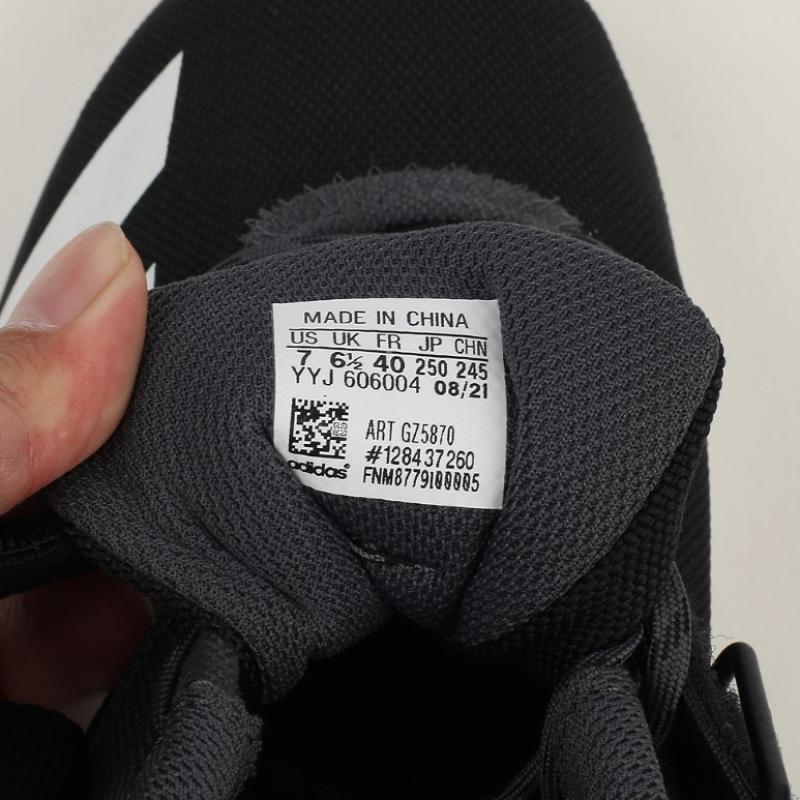 MADE IN CHINA
US UK FR JP CHN
7 6½ 40 250 245
YYJ 606004 08/21
ART GZ5870
#128437260
adidas FNM8779100005